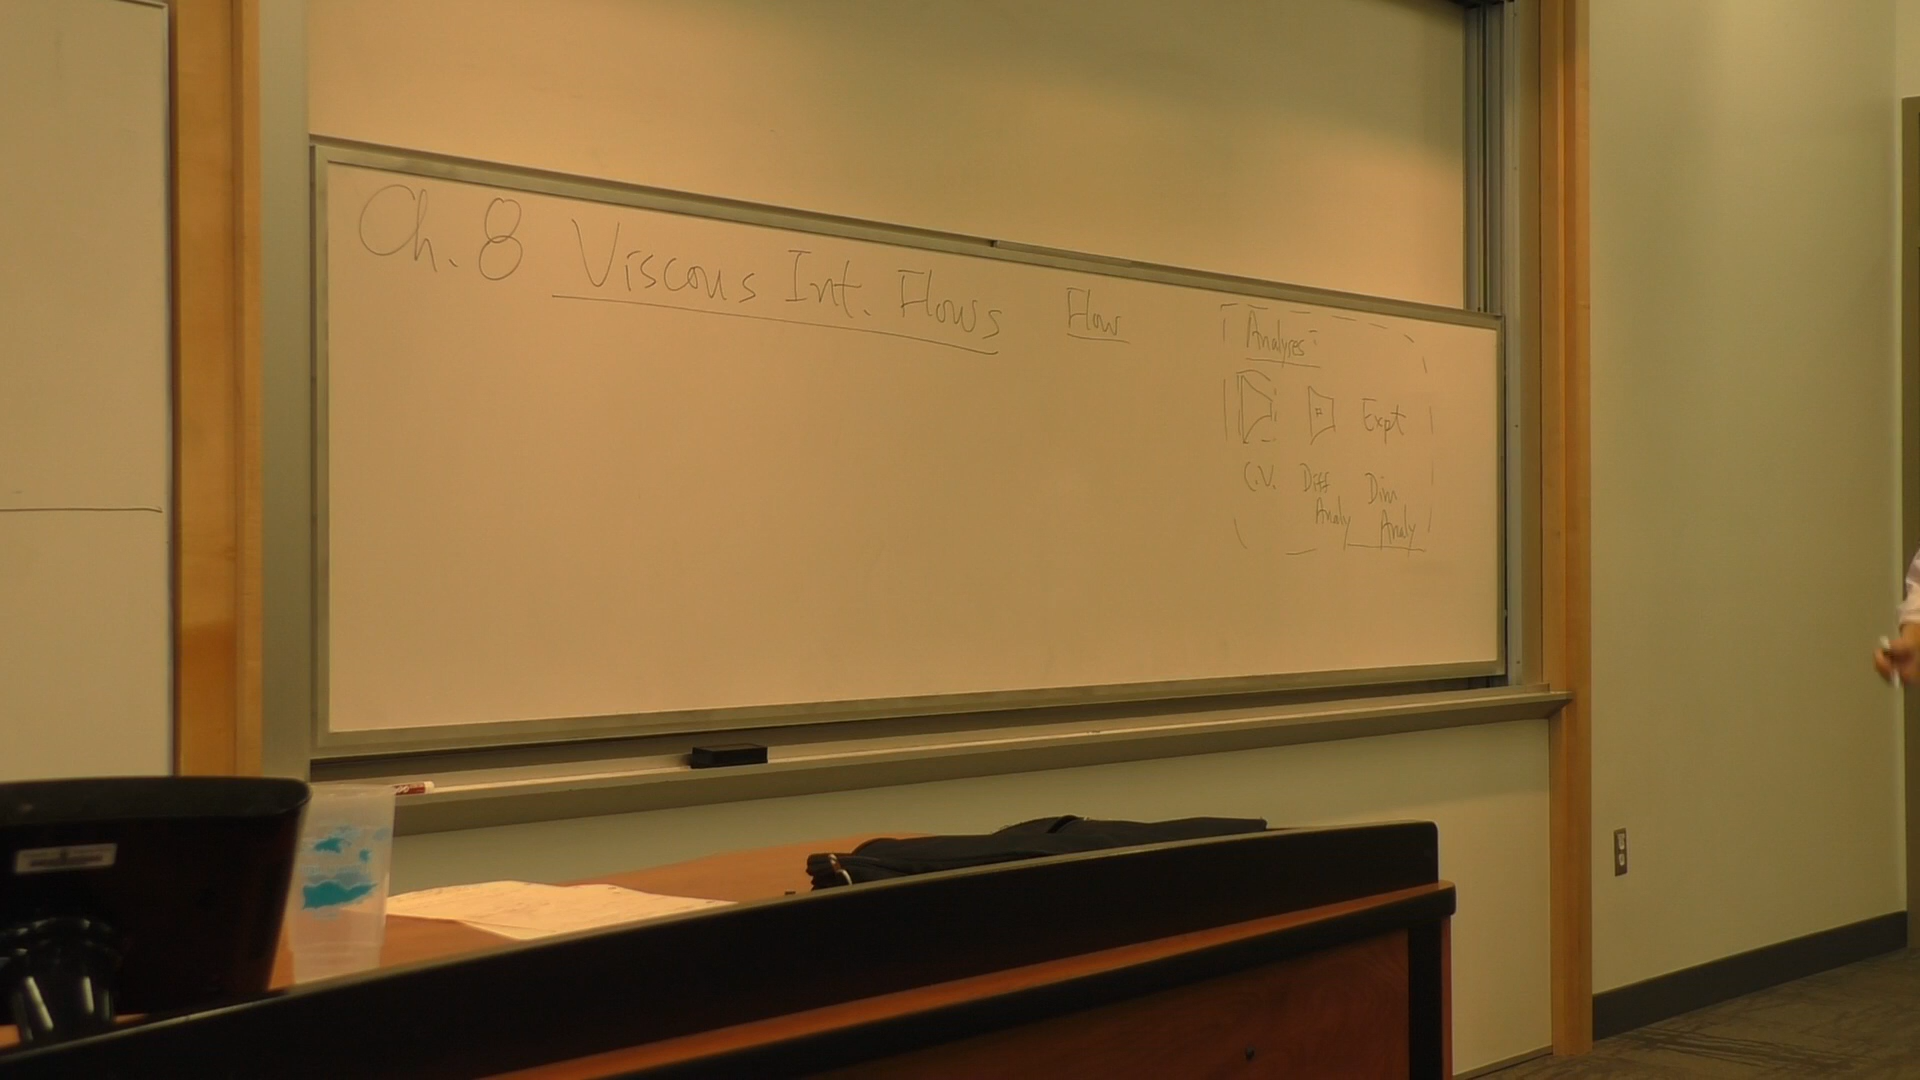 Ch. 8 Viscous Int. Flows
Flow
Analyses
Expt
C.V. Diff Analy
Dim Analy